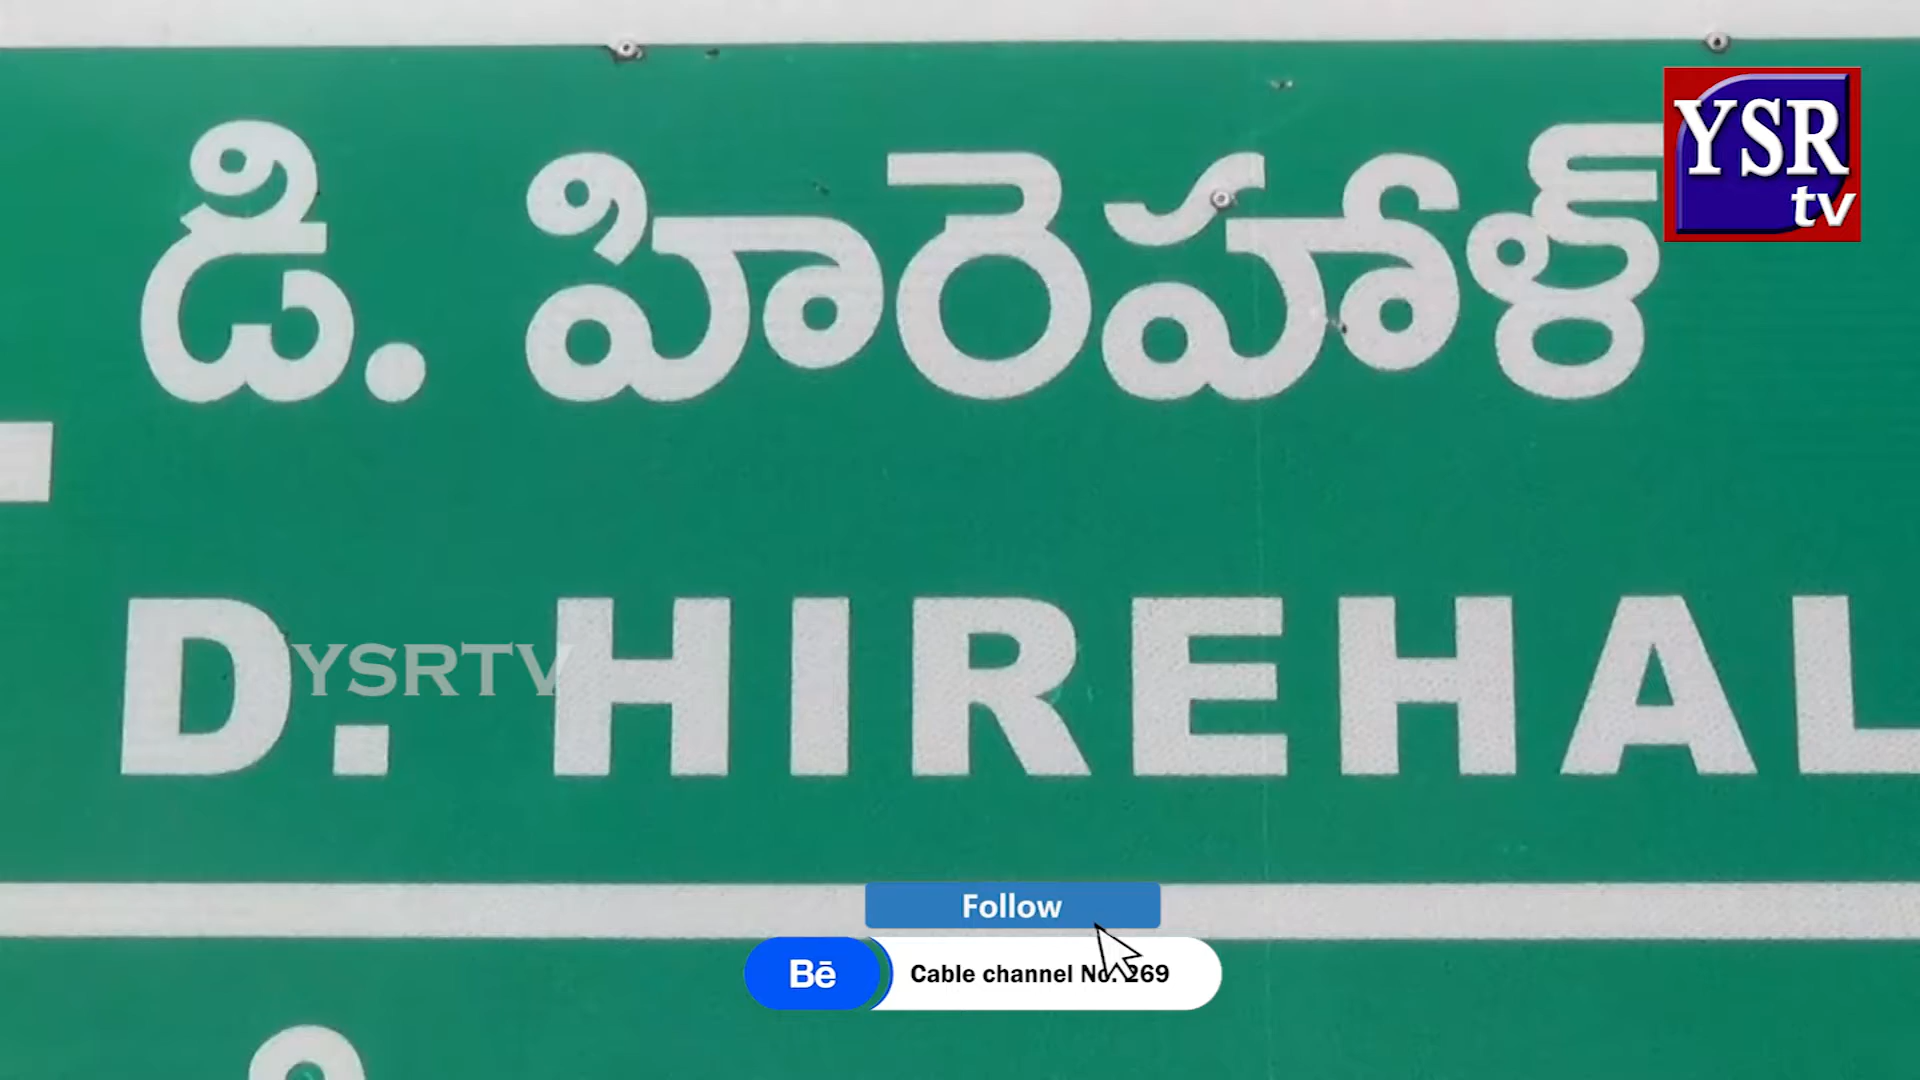 డి. హిరెహాళ్
YSR
tv
D. HIREHAL
YSRTV
Follow
Bē
Cable channel No. 269